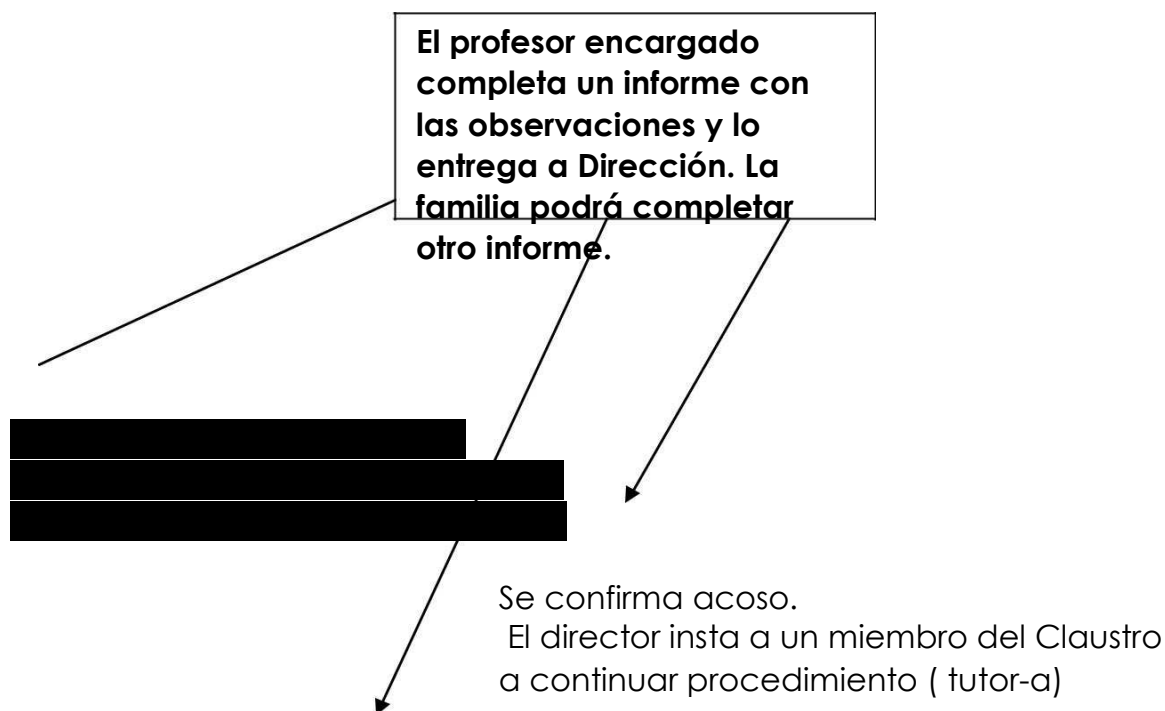 El profesor encargado
completa un informe con
las observaciones y lo
entrega a Dirección. La
familia podrá completar
otro informe.
Se confirma acoso.
El director insta a un miembro del Claustro
a continuar procedimiento ( tutor-a)